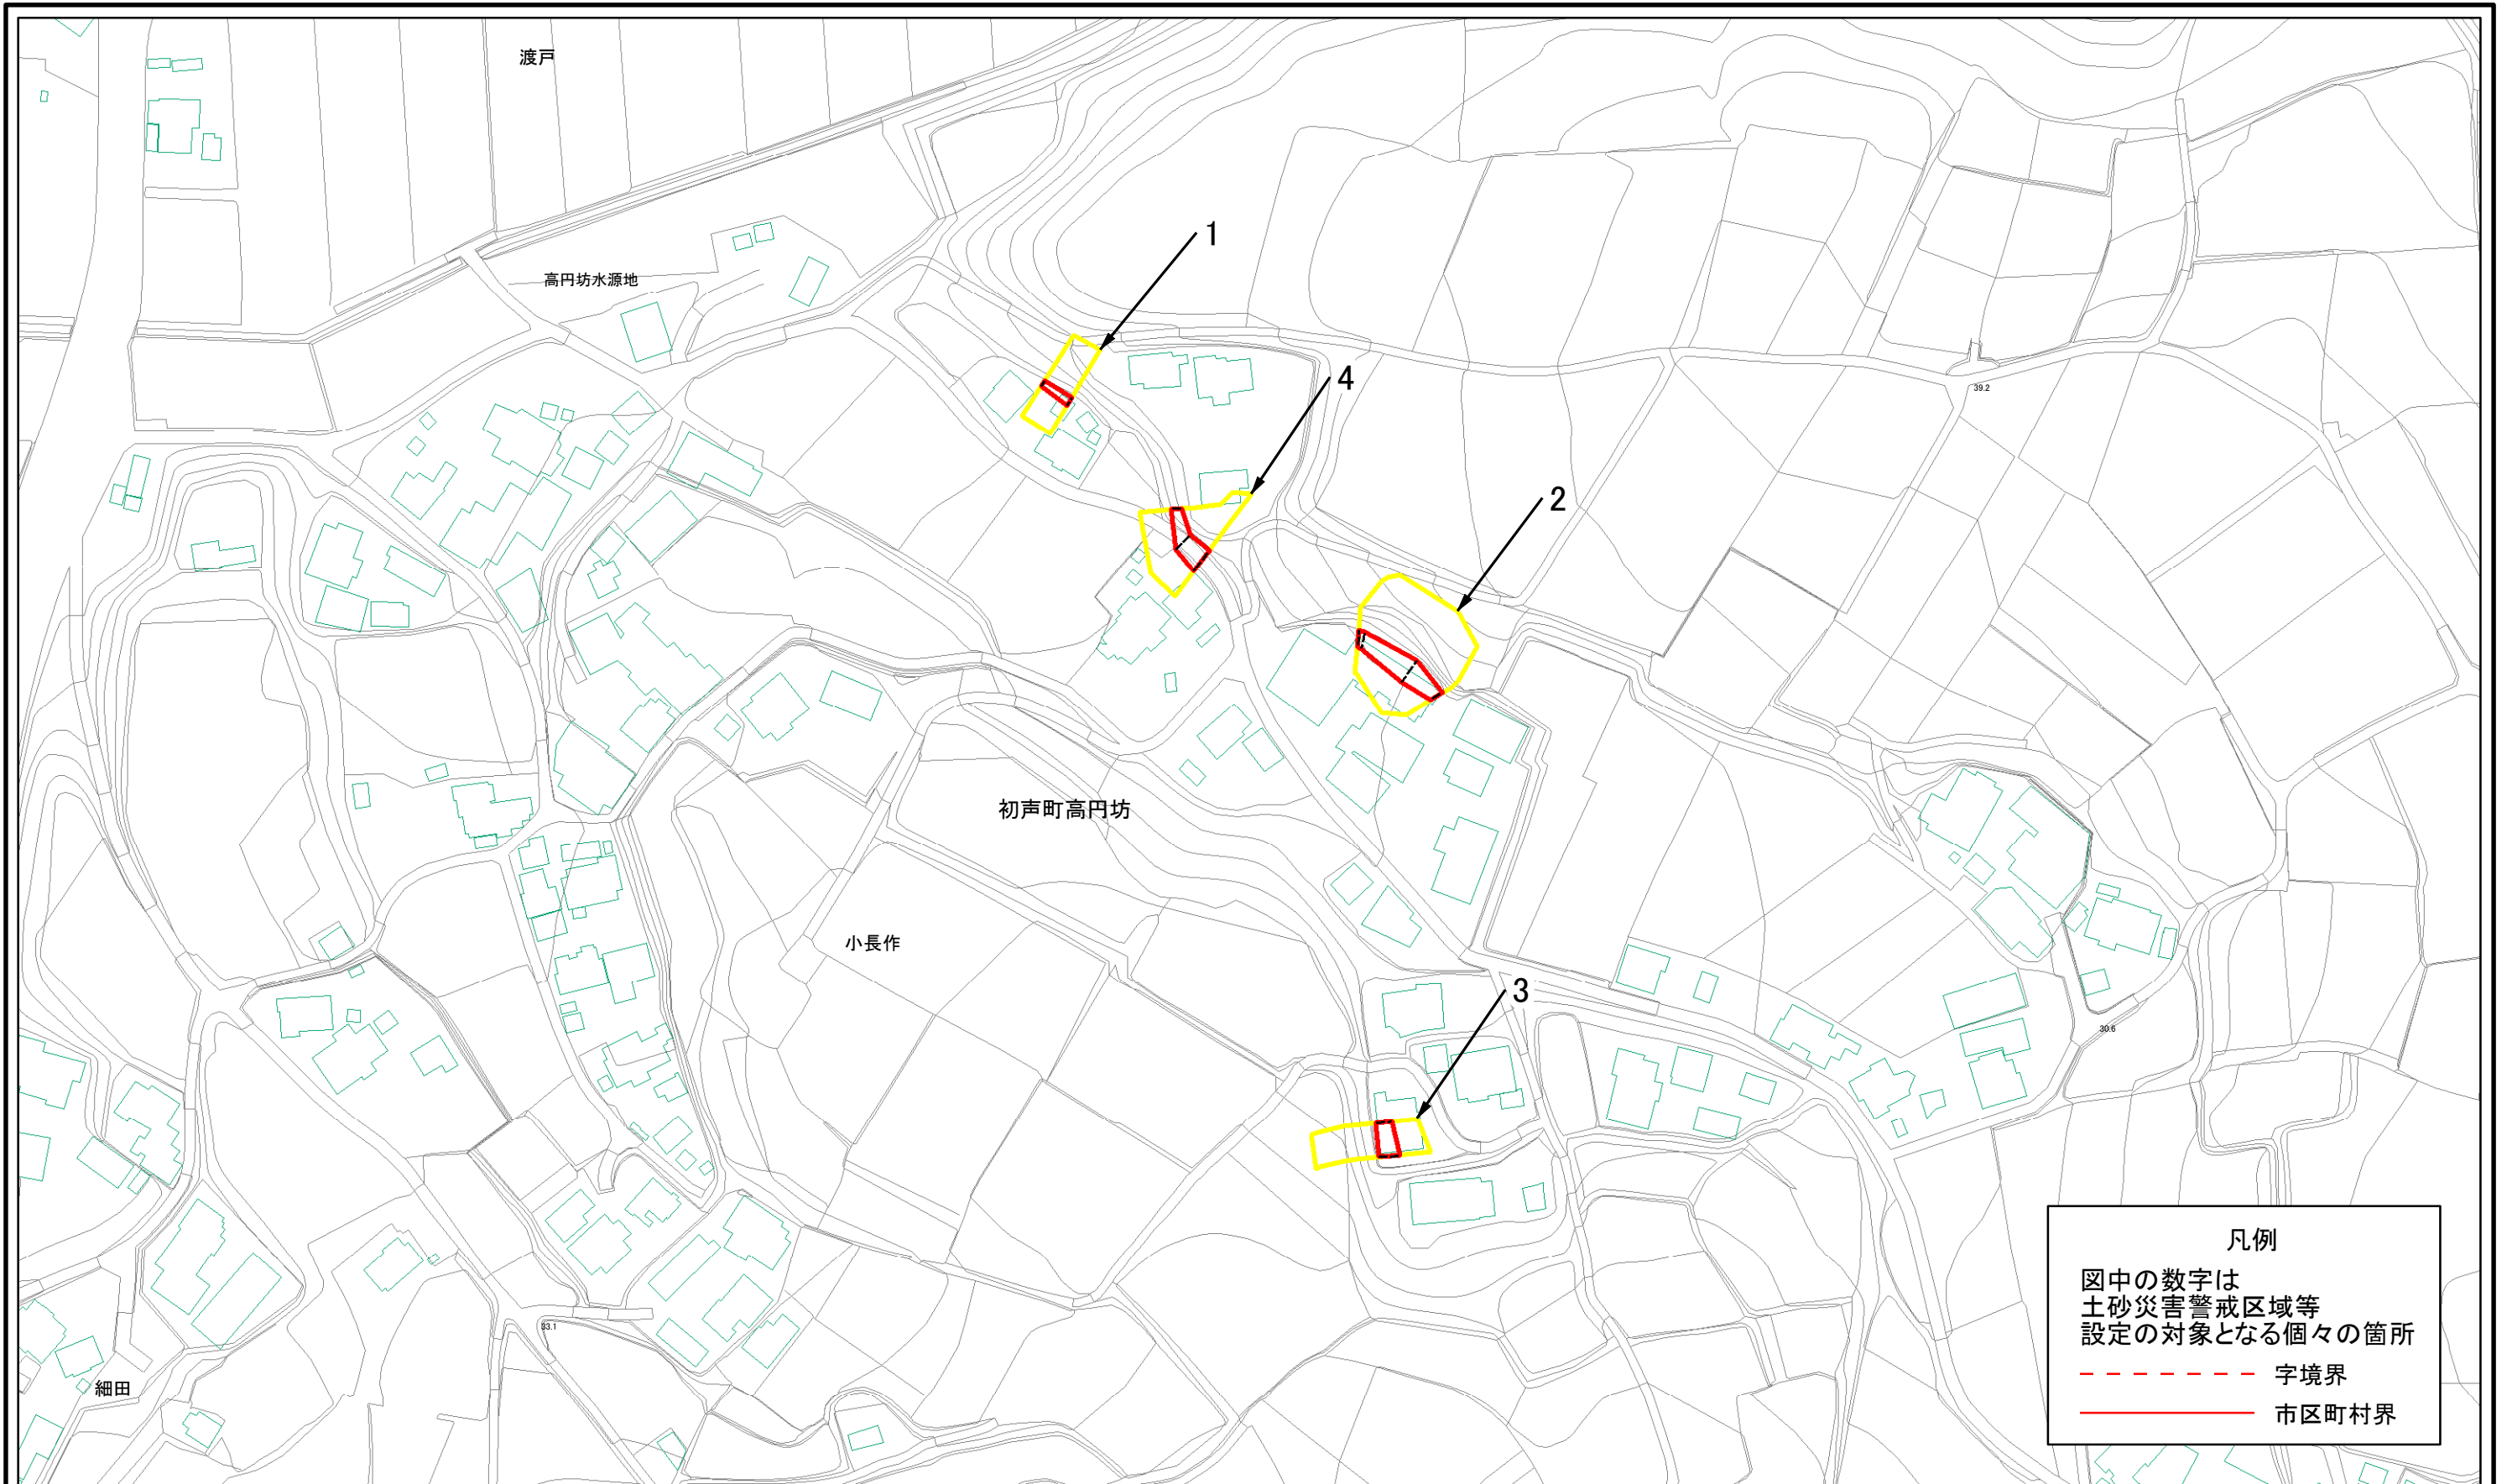 渡戸
高円坊水源地
1
4
39.2
2
初声町高円坊
小長作
3
30.6
33.1
細田
凡例
図中の数字は
土砂災害警戒区域等
設定の対象となる個々の箇所
字境界
市区町村界